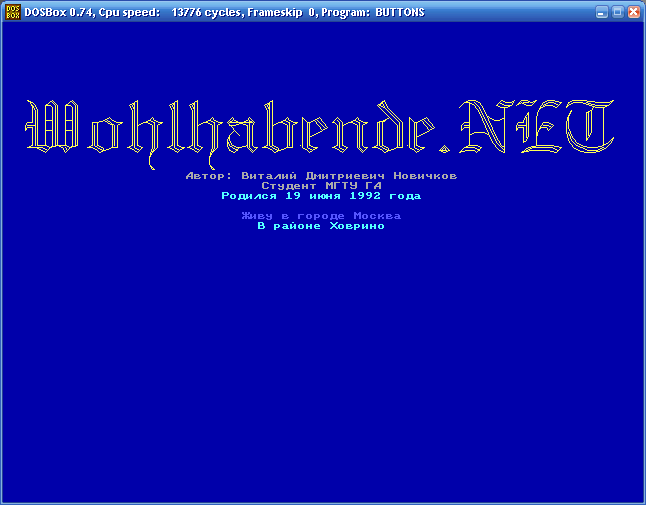 DOSBox 0.74, Cpu speed: 13776 cycles, Frameskip 0, Program: BUTTONS
Wohlhabende.NET
Автор: Виталий Дмитриевич Новичков
Студент МГТУ ГА
Родился 19 июня 1992 года
Живу в городе Москва
В районе Ховрино